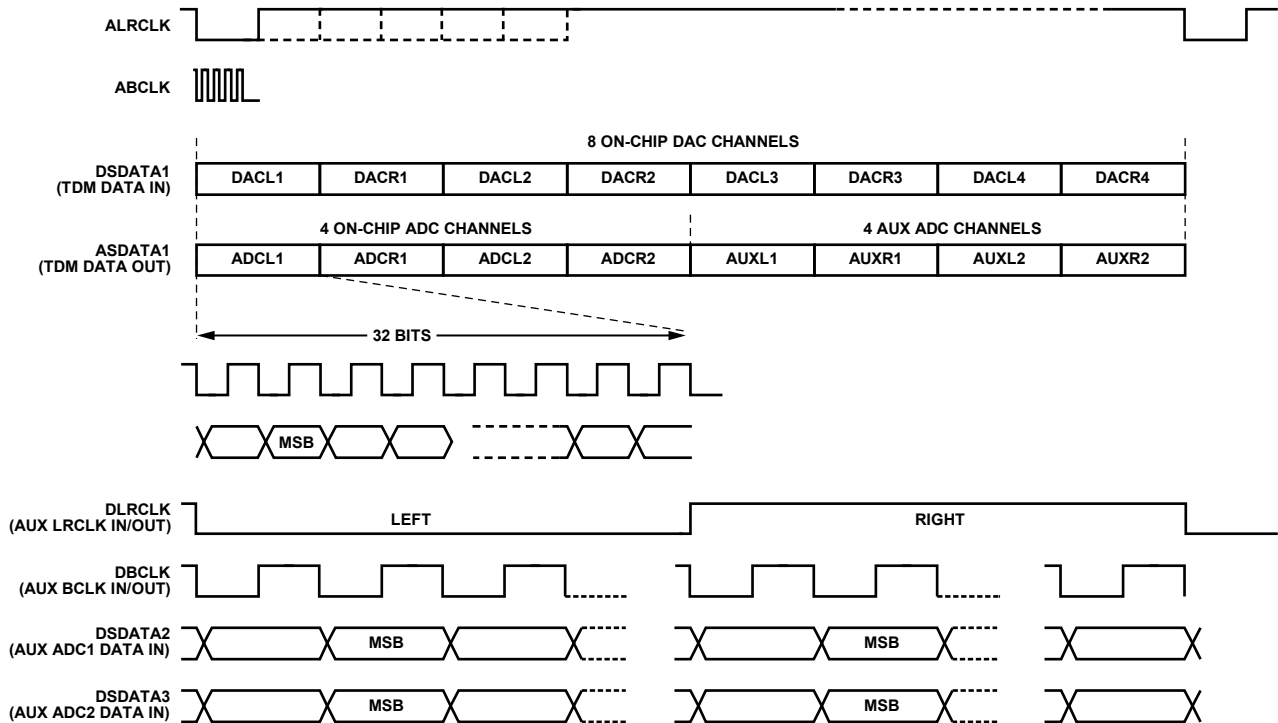 ALRCLK
ABCLK
8 ON-CHIP DAC CHANNELS
DSDATA1
(TDM DATA IN)
DACL1 DACR1 DACL2 DACR2 DACL3 DACR3 DACL4 DACR4
4 ON-CHIP ADC CHANNELS 4 AUX ADC CHANNELS
ASDATA1
(TDM DATA OUT)
ADCL1 ADCR1 ADCL2 ADCR2 AUXL1 AUXR1 AUXL2 AUXR2
32 BITS
MSB
DLRCLK
(AUX LRCLK IN/OUT)
LEFT RIGHT
DBCLK
(AUX BCLK IN/OUT)
DSDATA2
(AUX ADC1 DATA IN)
MSB MSB
DSDATA3
(AUX ADC2 DATA IN)
MSB MSB